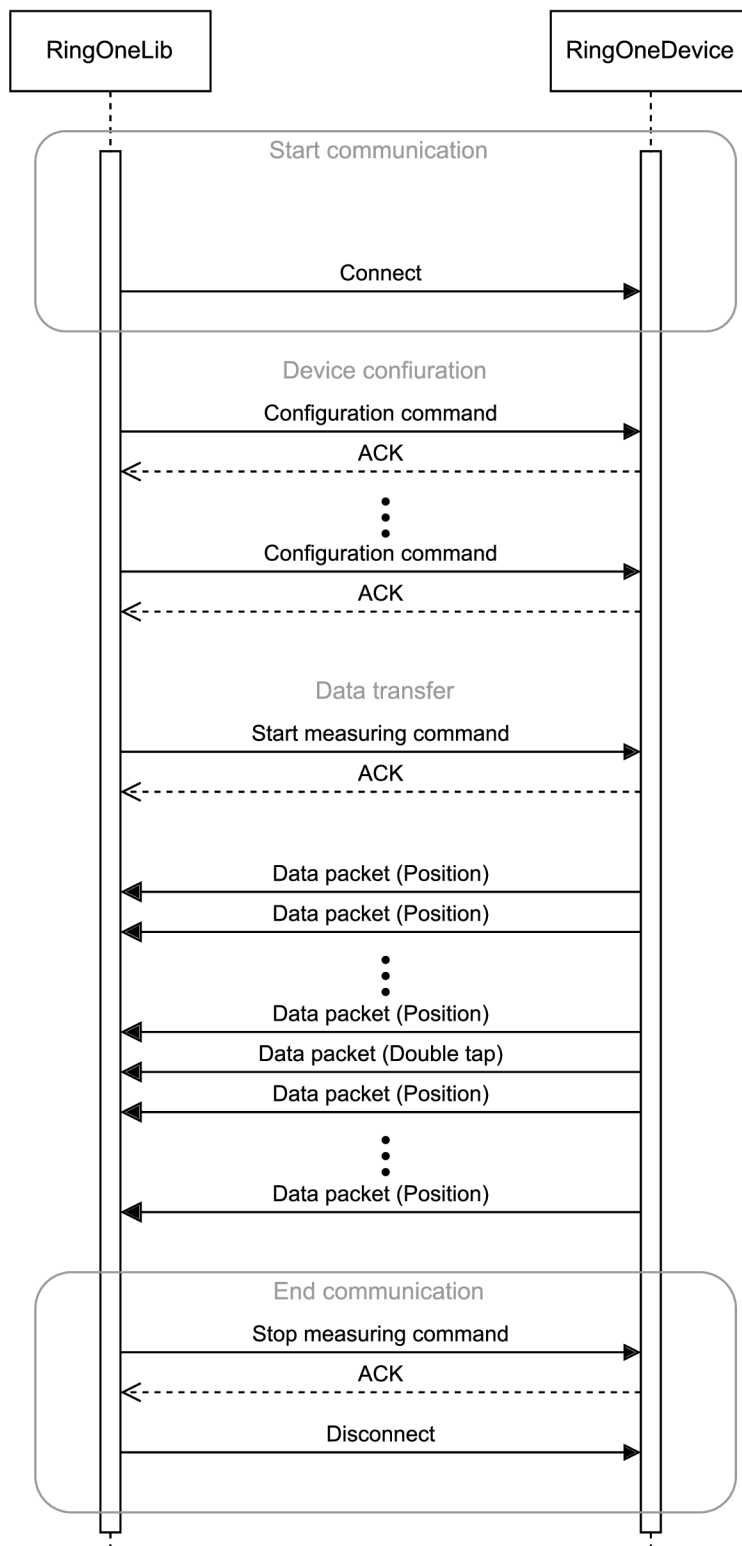 RingOneLib
RingOneDevice
Start communication
Connect
Device confiuration
Configuration command
ACK
Configuration command
ACK
Data transfer
Start measuring command
ACK
Data packet (Position)
Data packet (Position)
Data packet (Position)
Data packet (Double tap)
Data packet (Position)
Data packet (Position)
End communication
Stop measuring command
ACK
Disconnect